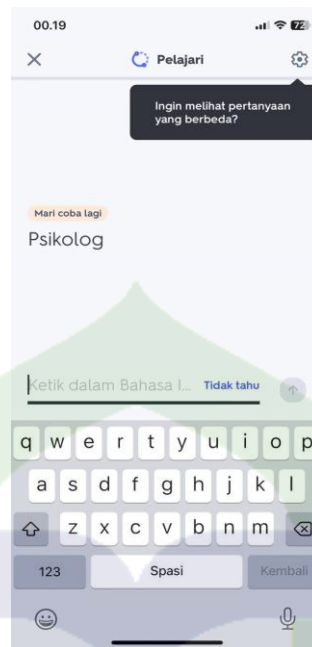 00.19
72
Pelajari
Ingin melihat pertanyaan
yang berbeda?
Mari coba lagi
Psikolog
Ketik dalam Bahasa I... Tidak tahu
q w e r t y u i o p
a s d f g h j k l
z x c v b n m
123 Spasi Kembali